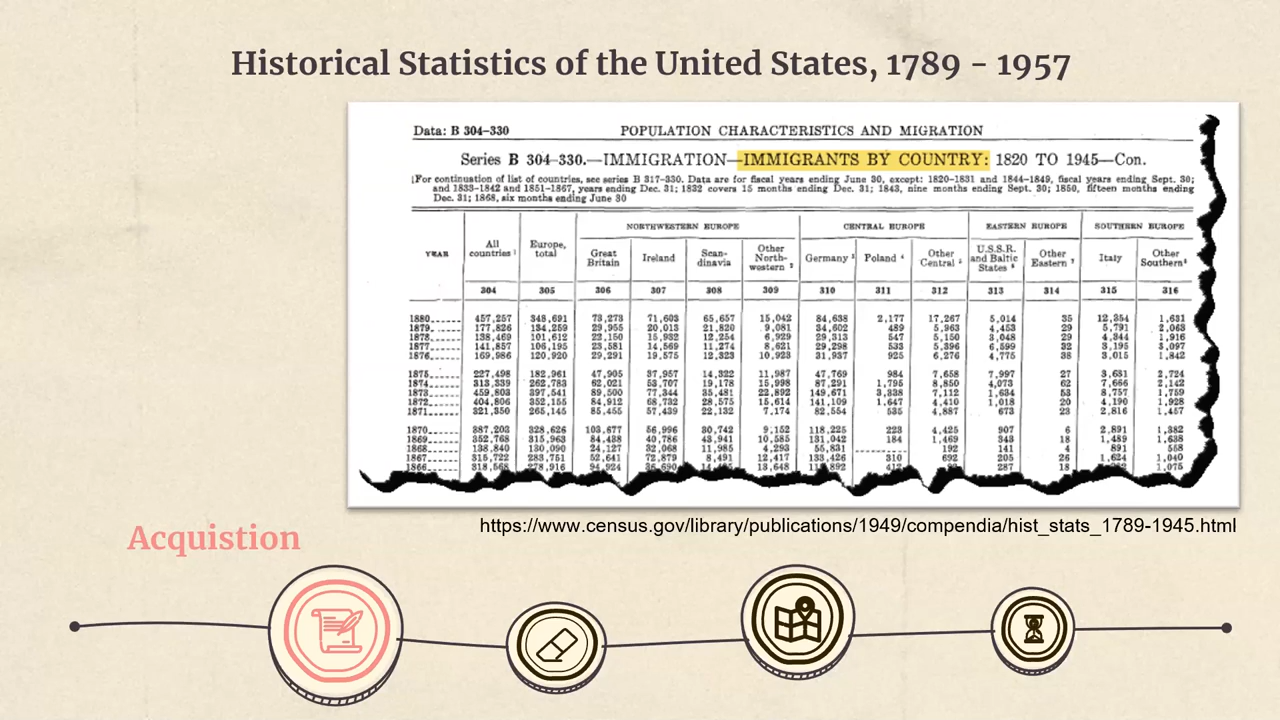 Historical Statistics of the United States, 1789 - 1957
Data: B 304–330 POPULATION CHARACTERISTICS AND MIGRATION
Series B 304–330.—IMMIGRATION—IMMIGRANTS BY COUNTRY: 1820 TO 1945—Con.
[For continuation of list of countries, see series B 317–330. Data are for fiscal years ending June 30, except: 1820–1831 and 1844–1849, fiscal years ending Sept. 30;
and 1833–1842 and 1851–1867, years ending Dec. 31; 1832 covers 15 months ending Dec. 31; 1843, nine months ending Sept. 30; 1850, fifteen months ending
Dec. 31; 1868, six months ending June 30
NORTHWESTERN EUROPE CENTRAL EUROPE EASTERN EUROPE SOUTHERN EUROPE
YEAR All countries Europe, total Great Britain Ireland Scandinavia Other Northwestern Germany Poland Other Central U.S.S.R. and Baltic States Other Eastern Italy Other Southern
304 305 306 307 308 309 310 311 312 313 314 315 316
1880 457,257 348,691 73,273 71,603 65,657 15,042 84,638 2,177 17,267 5,014 35 12,354 1,631
1879 177,826 134,259 29,955 20,013 21,820 9,081 34,602 489 5,963 4,453 29 5,791 2,063
1878 138,469 101,612 22,150 15,932 12,254 6,929 29,313 547 5,150 3,048 29 4,344 1,916
1877 141,857 106,195 23,581 14,569 11,274 8,621 29,298 533 5,396 6,599 32 3,195 3,097
1876 169,986 120,920 29,291 19,575 12,323 10,923 31,937 925 6,276 4,775 38 3,015 1,842
1875 227,498 182,961 47,905 37,957 14,322 11,987 47,769 984 7,658 7,997 27 3,631 2,724
1874 313,339 262,783 62,021 53,707 19,178 15,998 87,291 1,795 8,850 4,073 62 7,666 2,142
1873 459,803 397,541 89,500 77,344 35,481 22,892 149,671 3,338 7,112 1,634 53 8,757 1,759
1872 404,806 352,155 84,912 68,732 28,575 15,614 141,109 1,647 4,410 1,018 20 4,190 1,928
1871 321,350 265,145 85,455 57,439 22,132 7,174 82,554 535 4,887 673 23 2,816 1,457
1870 387,203 328,626 103,677 56,996 30,742 9,152 118,225 223 4,425 907 6 2,891 1,382
1869 352,768 315,963 84,438 40,786 43,941 10,585 131,042 184 1,469 343 18 1,489 1,638
1868 138,840 130,090 24,127 32,068 11,985 4,293 55,831 192 141 4 891 558
1867 315,722 283,751 52,641 72,879 8,491 12,417 133,426 310 692 205 26 1,624 1,040
1866 94,924 13,648 287 18 1,075
https://www.census.gov/library/publications/1949/compendia/hist_stats_1789-1945.html
Acquistion